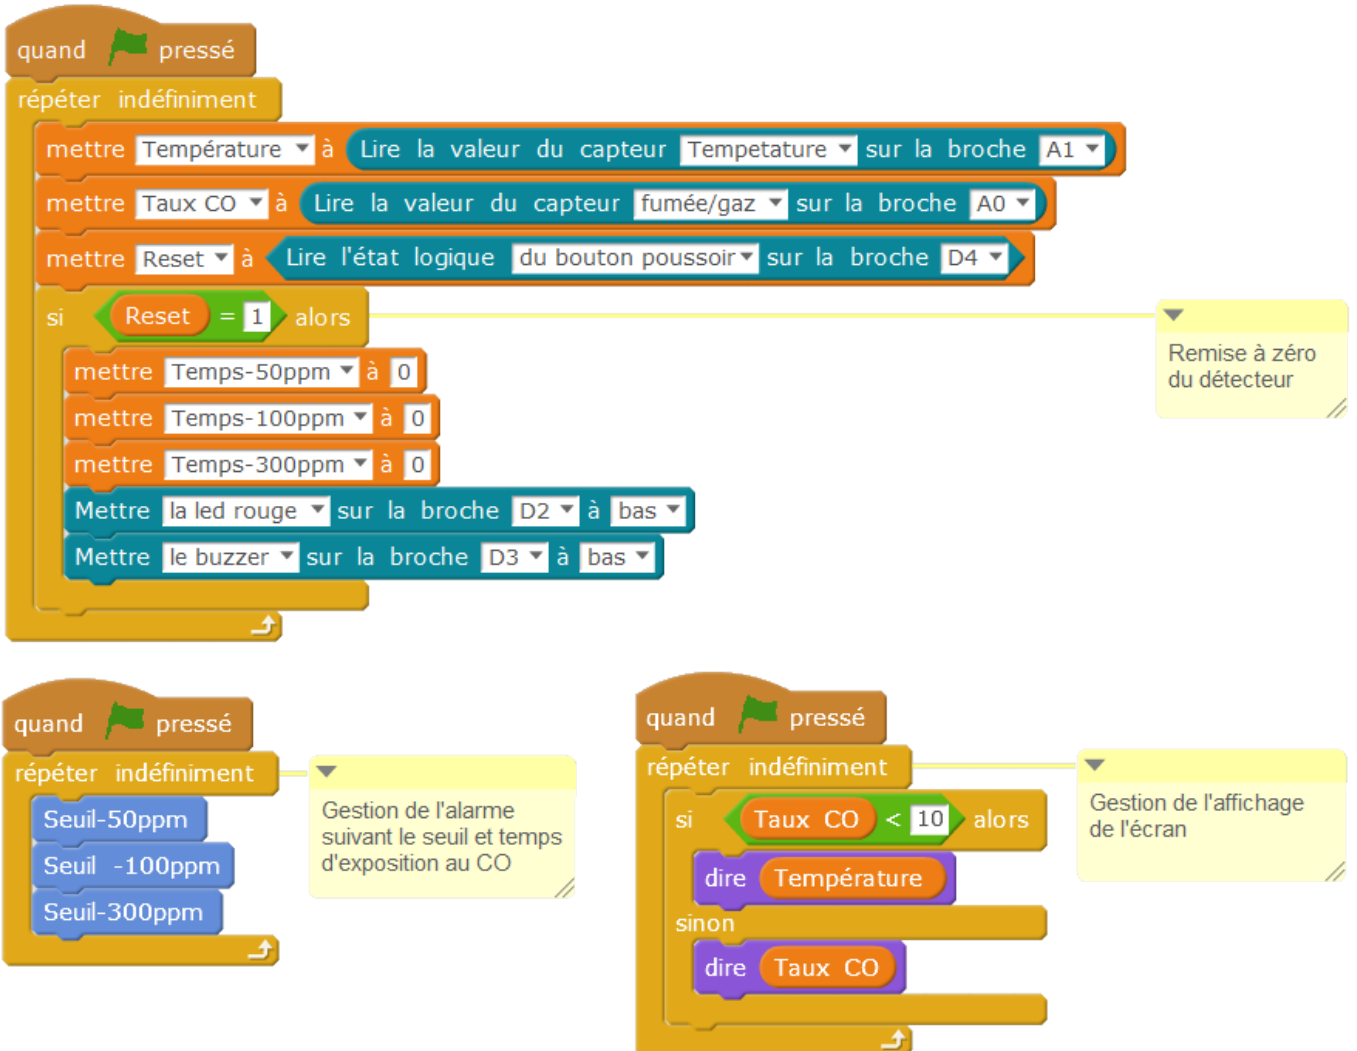 quand pressé
répéter indéfiniment
mettre Température à Lire la valeur du capteur Tempetature sur la broche A1
mettre Taux CO à Lire la valeur du capteur fumée/gaz sur la broche A0
mettre Reset à Lire l'état logique du bouton poussoir sur la broche D4
si Reset = 1 alors
Remise à zéro
du détecteur
mettre Temps-50ppm à 0
mettre Temps-100ppm à 0
mettre Temps-300ppm à 0
Mettre la led rouge sur la broche D2 à bas
Mettre le buzzer sur la broche D3 à bas
quand pressé
répéter indéfiniment
Seuil-50ppm
Seuil -100ppm
Seuil-300ppm
Gestion de l'alarme
suivant le seuil et temps
d'exposition au CO
quand pressé
répéter indéfiniment
si Taux CO < 10 alors
dire Température
sinon
dire Taux CO
Gestion de l'affichage
de l'écran